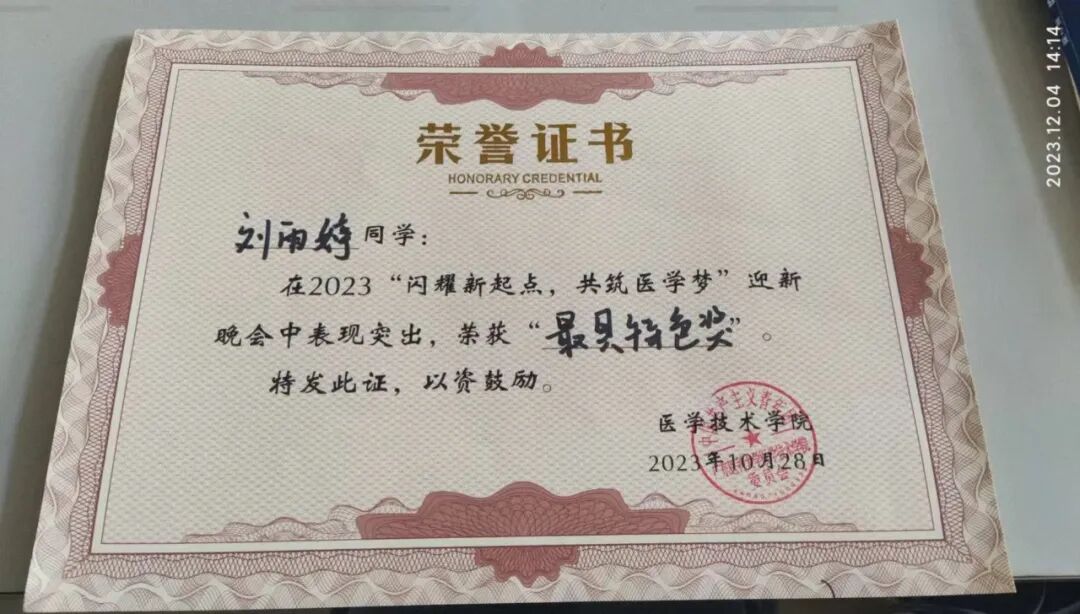 2023.12.04 14:14
荣誉证书
HONORARY CREDENTIAL
刘雨婷同学：
在2023“闪耀新起点，共筑医学梦”迎新
晚会中表现突出，荣获“最具特色奖”。
特发此证，以资鼓励。
医学技术学院
2023年10月28日
委员会